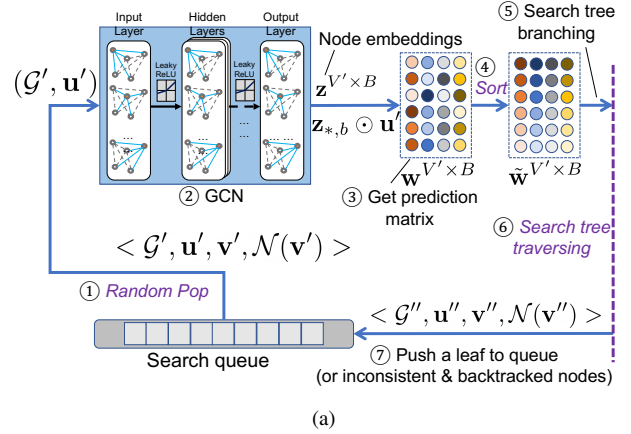 Input Layer
Hidden Layers
Output Layer
⑤ Search tree branching
Leaky ReLU
Leaky ReLU
Node embeddings
(𝒢′, 𝐮′)
𝐳^{V′×B}
𝐳_{*,b} ⊙ 𝐮′
④ Sort
...
...
...
...
...
② GCN
③ Get prediction matrix
𝐰^{V′×B}
𝐰̃^{V′×B}
⑥ Search tree traversing
< 𝒢′, 𝐮′, 𝐯′, 𝒩(𝐯′) >
① Random Pop
< 𝒢″, 𝐮″, 𝐯″, 𝒩(𝐯″) >
Search queue
⑦ Push a leaf to queue
(or inconsistent & backtracked nodes)
(a)